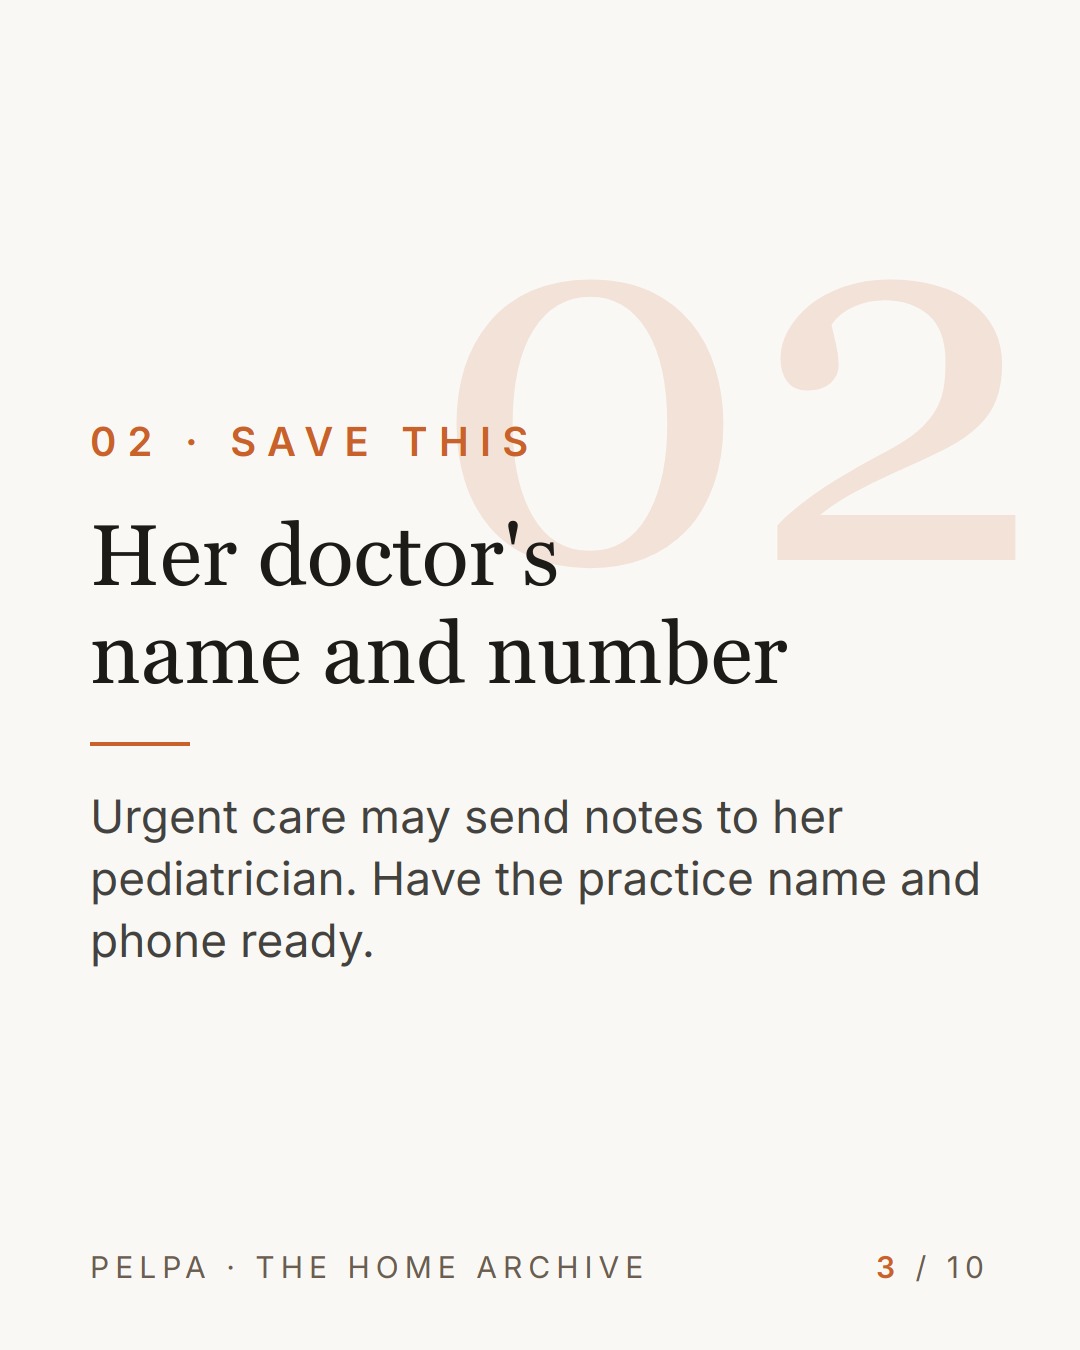 02
02 · SAVE THIS
Her doctor's
name and number
Urgent care may send notes to her
pediatrician. Have the practice name and
phone ready.
PELPA · THE HOME ARCHIVE
3 / 10